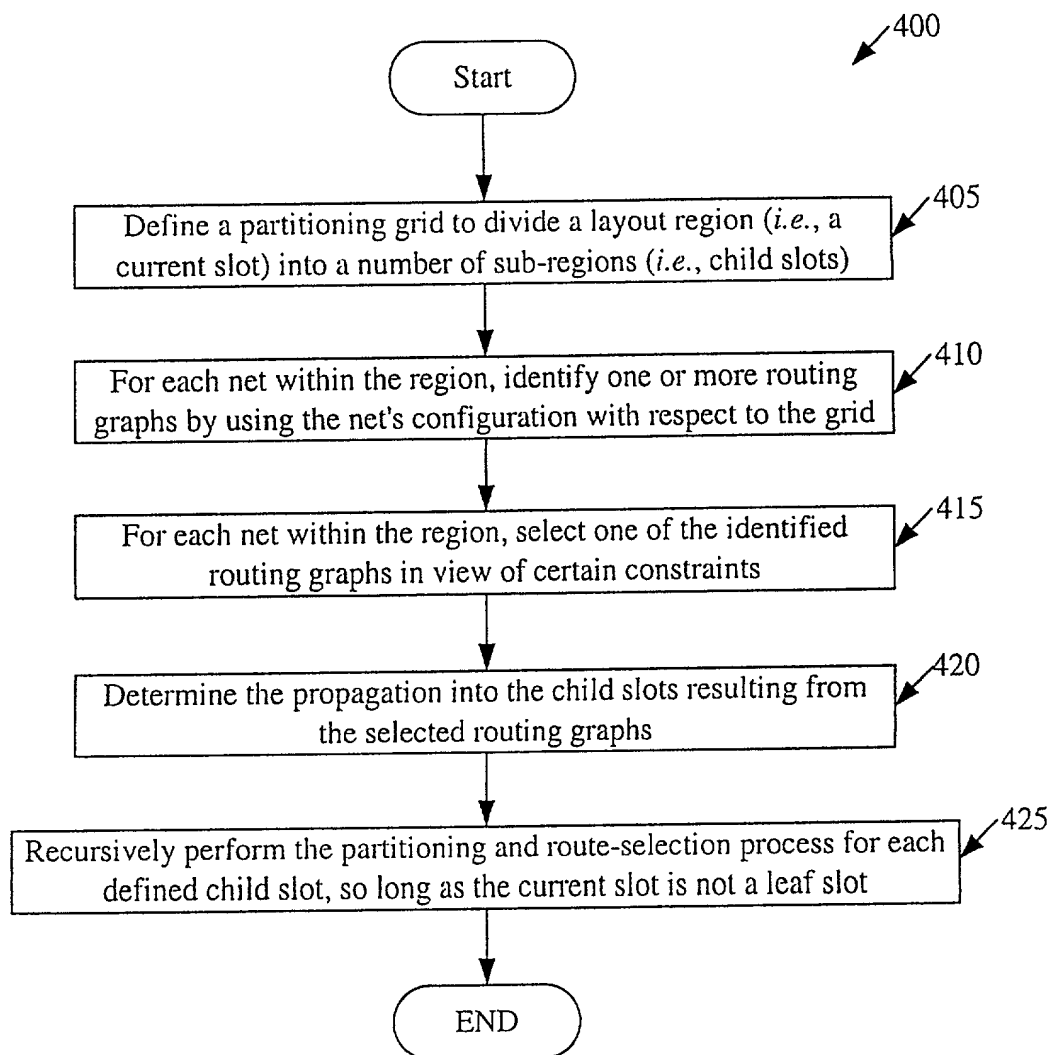 400
Start
405
Define a partitioning grid to divide a layout region (i.e., a
current slot) into a number of sub-regions (i.e., child slots)
410
For each net within the region, identify one or more routing
graphs by using the net's configuration with respect to the grid
415
For each net within the region, select one of the identified
routing graphs in view of certain constraints
420
Determine the propagation into the child slots resulting from
the selected routing graphs
425
Recursively perform the partitioning and route-selection process for each
defined child slot, so long as the current slot is not a leaf slot
END